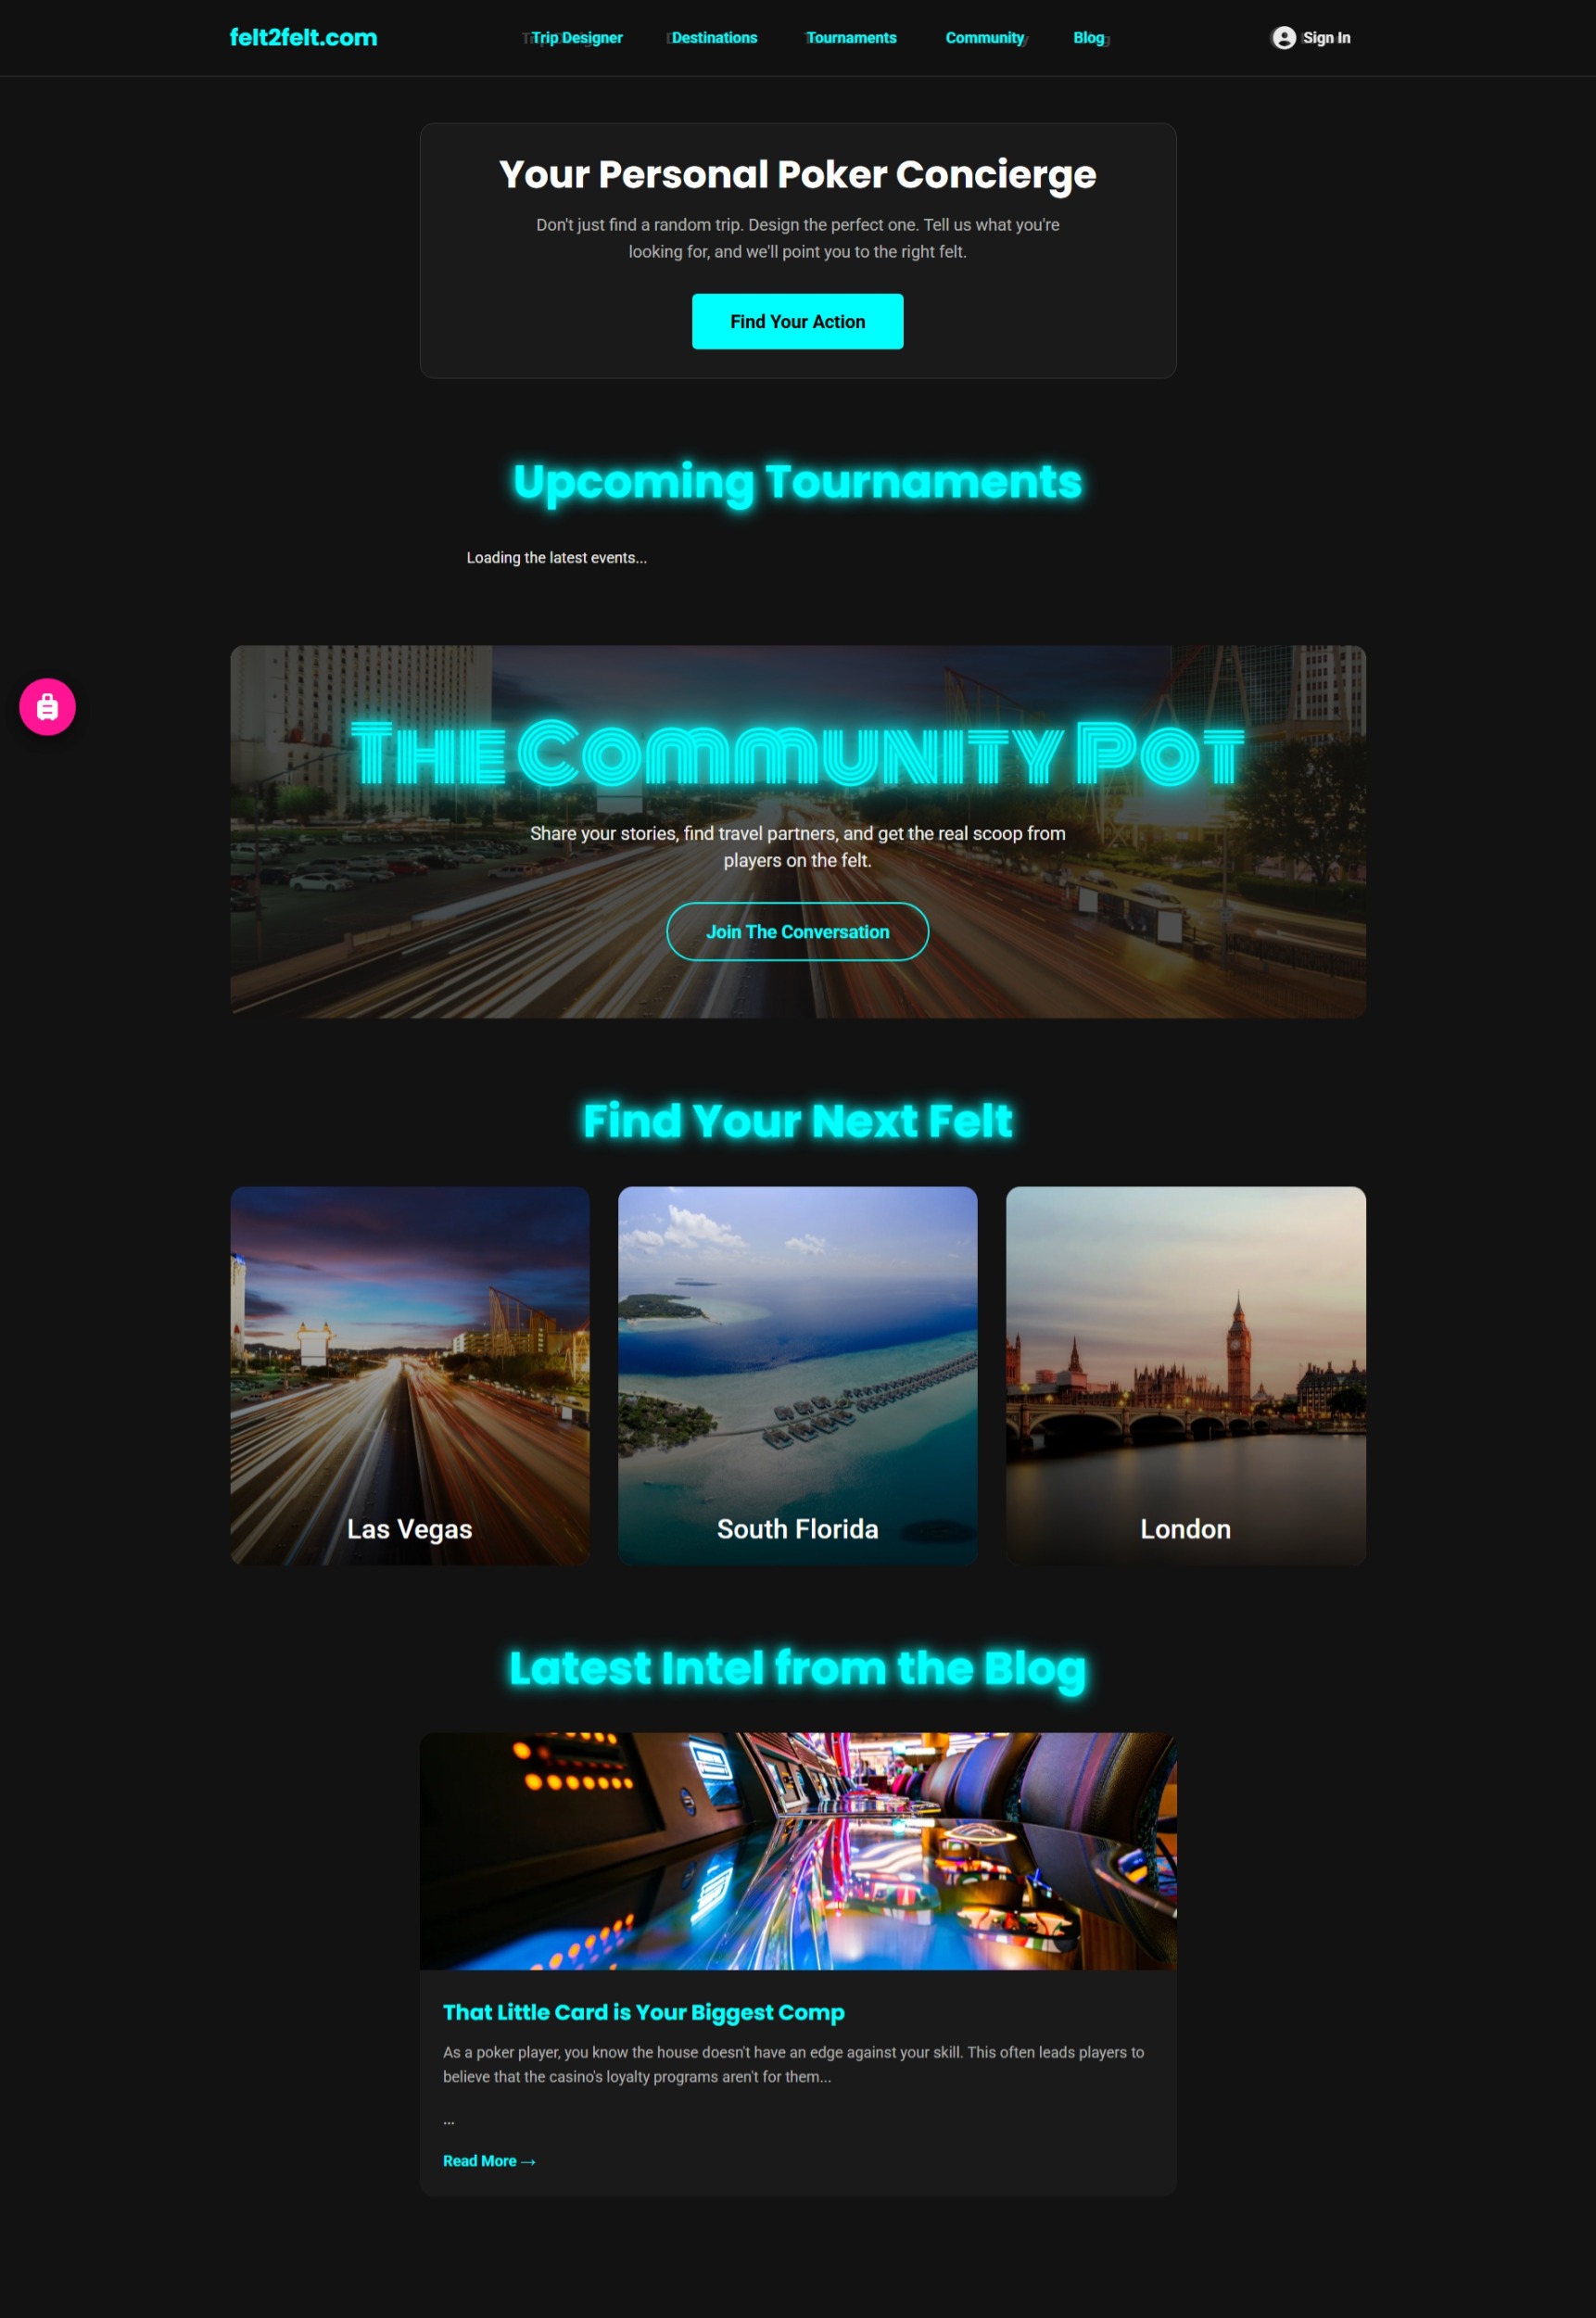 felt2felt.com
Trip Designer
Destinations
Tournaments
Community
Blog
Sign In
Your Personal Poker Concierge
Don't just find a random trip. Design the perfect one. Tell us what you're
looking for, and we'll point you to the right felt.
Find Your Action
Upcoming Tournaments
Loading the latest events...
The Community Pot
Share your stories, find travel partners, and get the real scoop from
players on the felt.
Join The Conversation
Find Your Next Felt
Las Vegas
South Florida
London
Latest Intel from the Blog
That Little Card is Your Biggest Comp
As a poker player, you know the house doesn't have an edge against your skill. This often leads players to
believe that the casino's loyalty programs aren't for them...
...
Read More →